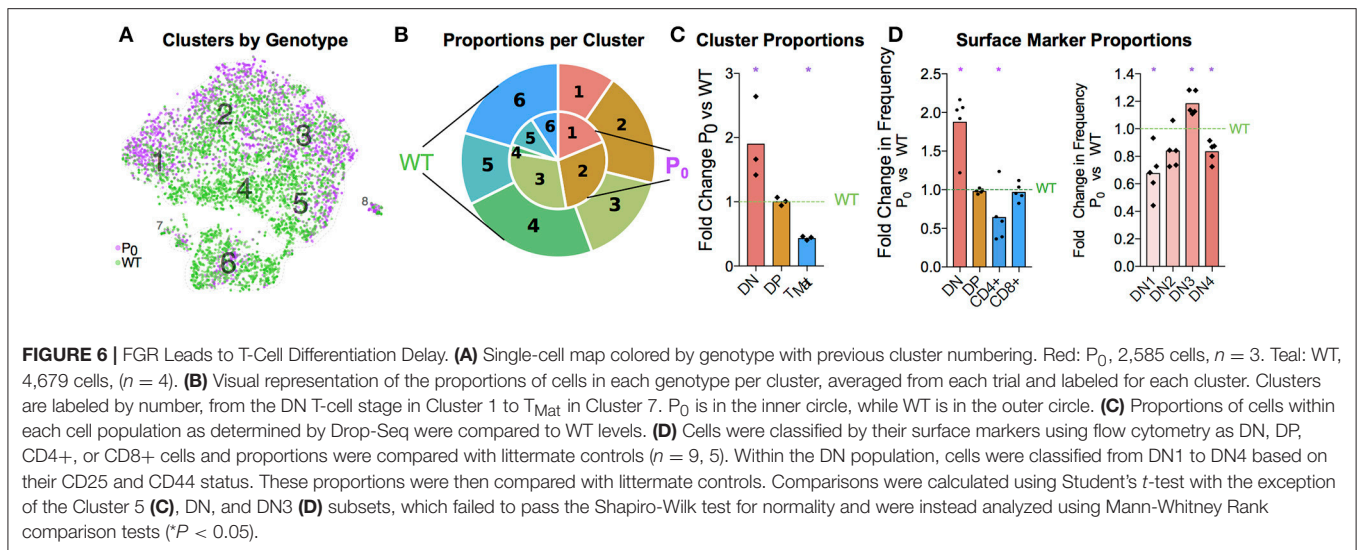 A Clusters by Genotype
2
3
1
4
5
8
7
6
P0
WT
B Proportions per Cluster
6
1
5
6
1
2
5
4
WT
P0
3
2
4
3
C Cluster Proportions
Fold Change P0 vs WT
3
2
1
0
* *
WT
DN
DP
TMat
D Surface Marker Proportions
Fold Change in Frequency
P0 vs WT
2.5
2.0
1.5
1.0
0.5
0.0
* *
WT
DN
DP
CD4+
CD8+
Fold Change in Frequency
P0 vs WT
1.4
1.2
1.0
0.8
0.6
0.4
0.2
0.0
* * *
WT
DN1
DN2
DN3
DN4
FIGURE 6 | FGR Leads to T-Cell Differentiation Delay. (A) Single-cell map colored by genotype with previous cluster numbering. Red: P0, 2,585 cells, n = 3. Teal: WT,
4,679 cells, (n = 4). (B) Visual representation of the proportions of cells in each genotype per cluster, averaged from each trial and labeled for each cluster. Clusters
are labeled by number, from the DN T-cell stage in Cluster 1 to TMat in Cluster 7. P0 is in the inner circle, while WT is in the outer circle. (C) Proportions of cells within
each cell population as determined by Drop-Seq were compared to WT levels. (D) Cells were classified by their surface markers using flow cytometry as DN, DP,
CD4+, or CD8+ cells and proportions were compared with littermate controls (n = 9, 5). Within the DN population, cells were classified from DN1 to DN4 based on
their CD25 and CD44 status. These proportions were then compared with littermate controls. Comparisons were calculated using Student's t-test with the exception
of the Cluster 5 (C), DN, and DN3 (D) subsets, which failed to pass the Shapiro-Wilk test for normality and were instead analyzed using Mann-Whitney Rank
comparison tests (*P < 0.05).